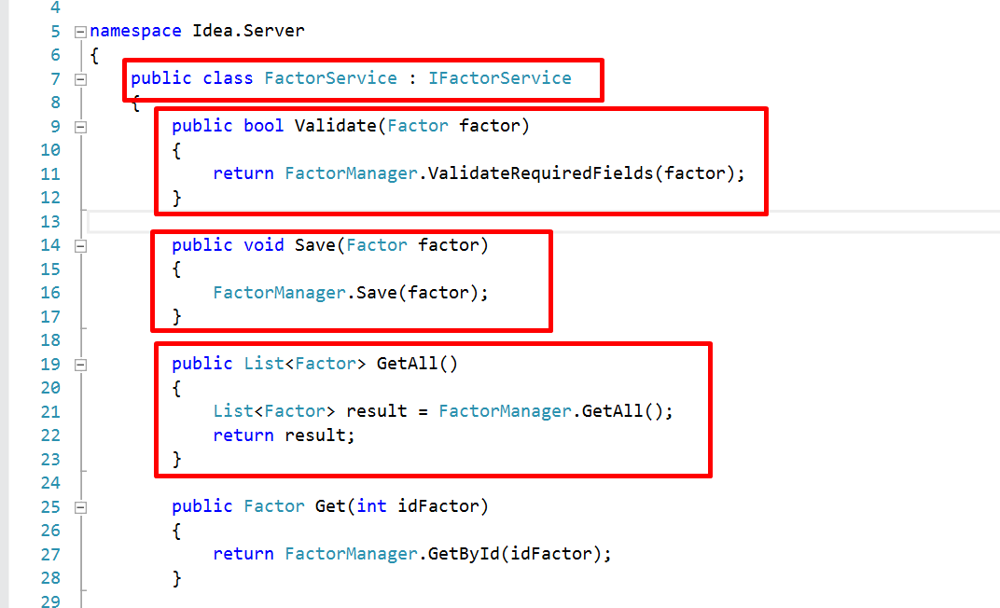 4
5 namespace Idea.Server
6 {
7 public class FactorService : IFactorService
8 {
9 public bool Validate(Factor factor)
10 {
11 return FactorManager.ValidateRequiredFields(factor);
12 }
13
14 public void Save(Factor factor)
15 {
16 FactorManager.Save(factor);
17 }
18
19 public List<Factor> GetAll()
20 {
21 List<Factor> result = FactorManager.GetAll();
22 return result;
23 }
24
25 public Factor Get(int idFactor)
26 {
27 return FactorManager.GetById(idFactor);
28 }
29